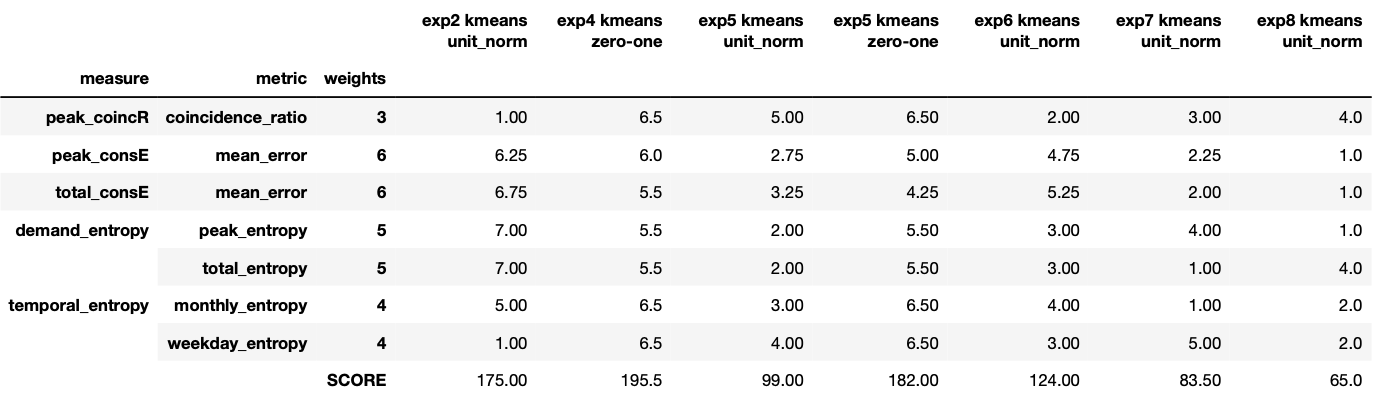 exp2 kmeans exp4 kmeans exp5 kmeans exp5 kmeans exp6 kmeans exp7 kmeans exp8 kmeans
unit_norm zero-one unit_norm zero-one unit_norm unit_norm unit_norm
measure metric weights
peak_coincR coincidence_ratio 3 1.00 6.5 5.00 6.50 2.00 3.00 4.0
peak_consE mean_error 6 6.25 6.0 2.75 5.00 4.75 2.25 1.0
total_consE mean_error 6 6.75 5.5 3.25 4.25 5.25 2.00 1.0
demand_entropy peak_entropy 5 7.00 5.5 2.00 5.50 3.00 4.00 1.0
total_entropy 5 7.00 5.5 2.00 5.50 3.00 1.00 4.0
temporal_entropy monthly_entropy 4 5.00 6.5 3.00 6.50 4.00 1.00 2.0
weekday_entropy 4 1.00 6.5 4.00 6.50 3.00 5.00 2.0
SCORE 175.00 195.5 99.00 182.00 124.00 83.50 65.0